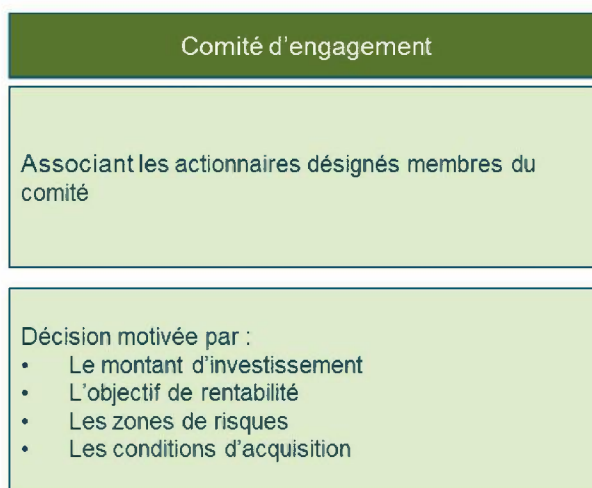 Comité d'engagement
Associant les actionnaires désignés membres du
comité
Décision motivée par :
• Le montant d'investissement
• L'objectif de rentabilité
• Les zones de risques
• Les conditions d'acquisition